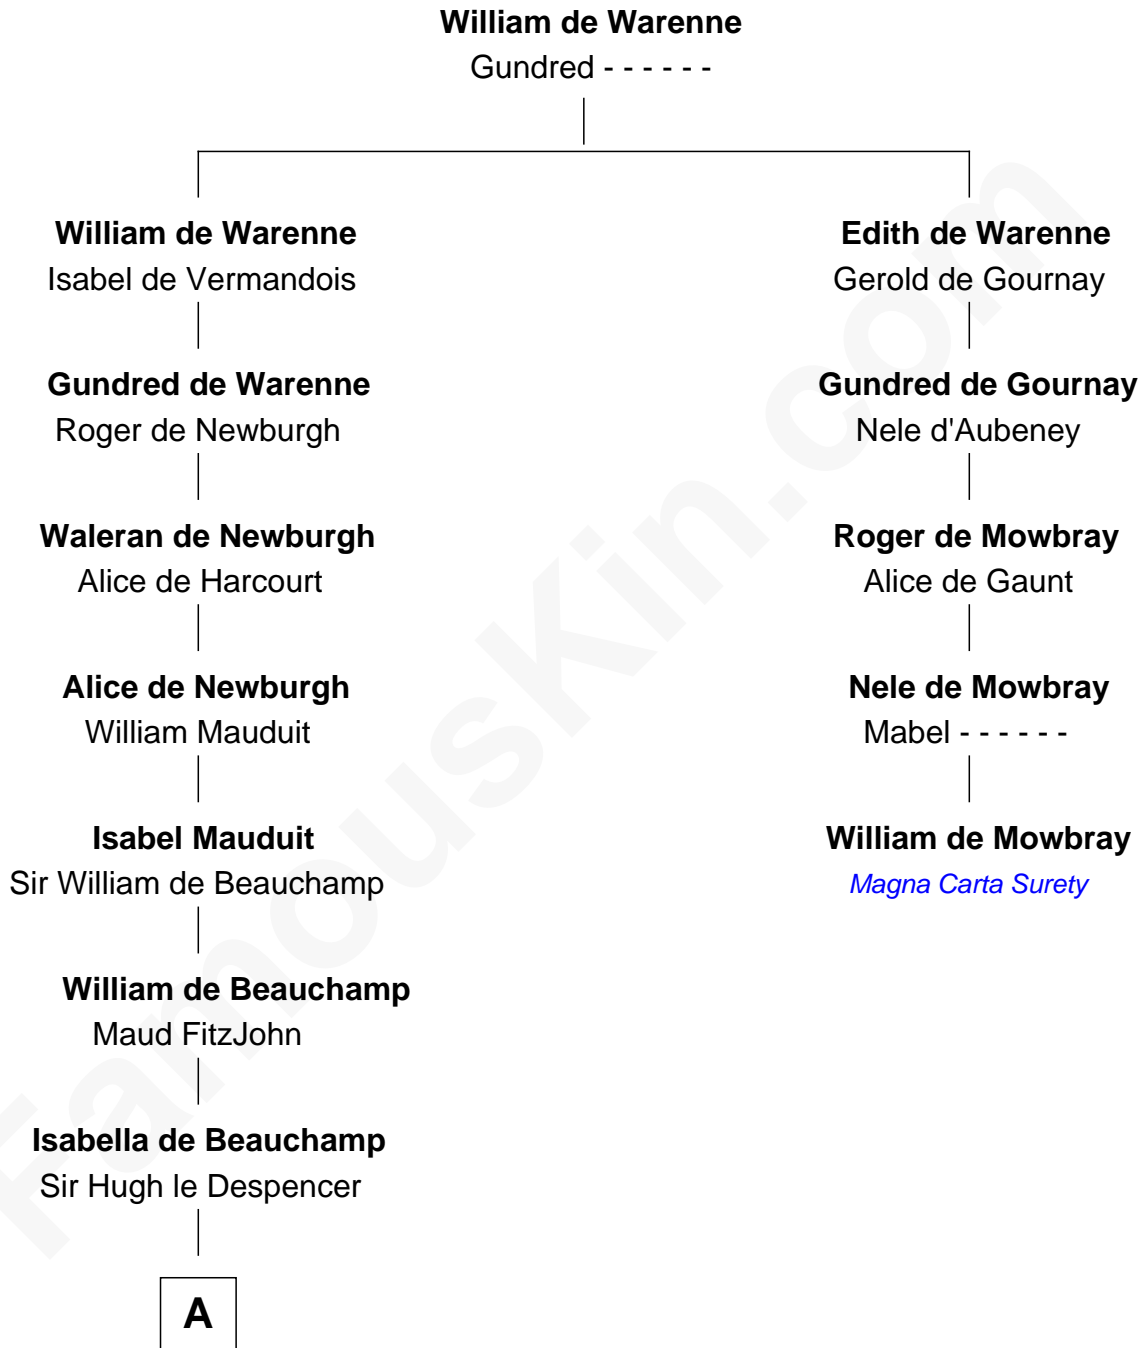 William de Warenne
Gundred - - - - - -
William de Warenne
Isabel de Vermandois
Gundred de Warenne
Roger de Newburgh
Waleran de Newburgh
Alice de Harcourt
Alice de Newburgh
William Mauduit
Isabel Mauduit
Sir William de Beauchamp
William de Beauchamp
Maud FitzJohn
Isabella de Beauchamp
Sir Hugh le Despencer
A
Edith de Warenne
Gerold de Gournay
Gundred de Gournay
Nele d'Aubeney
Roger de Mowbray
Alice de Gaunt
Nele de Mowbray
Mabel - - - - - -
William de Mowbray
Magna Carta Surety
FamousKin.com